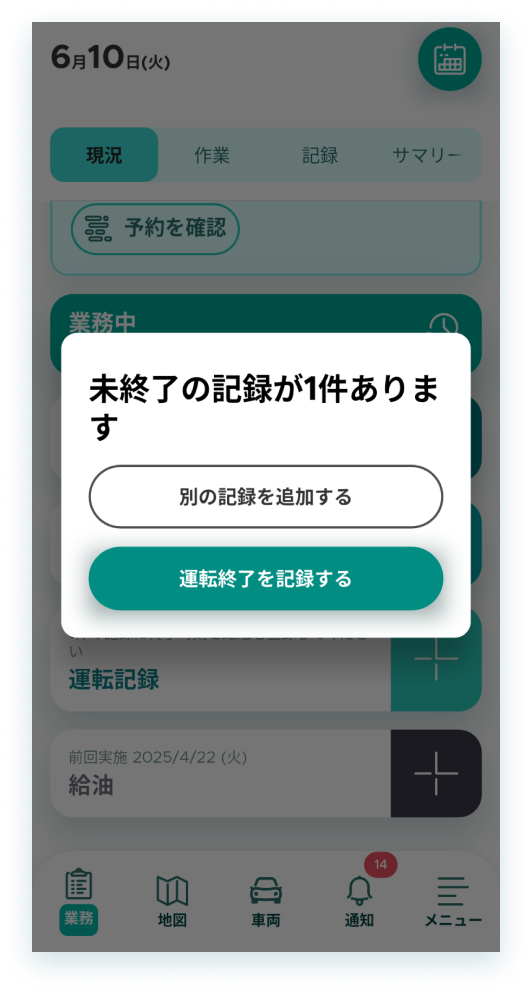 6月10日(火)
現況 作業 記録 サマリー
予約を確認
業務中
未終了の記録が1件ありま
す
別の記録を追加する
運転終了を記録する
い
運転記録
前回実施 2025/4/22 (火)
給油
14
業務 地図 車両 通知 メニュー